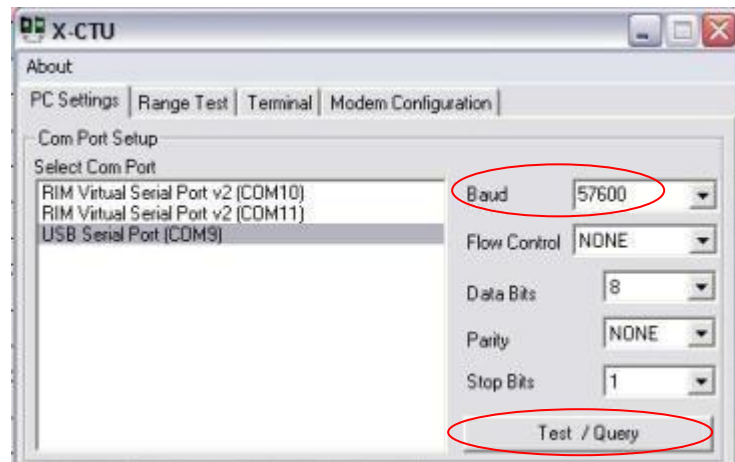 X-CTU
About
PC Settings Range Test Terminal Modem Configuration
Com Port Setup
Select Com Port
RIM Virtual Serial Port v2 (COM10)
RIM Virtual Serial Port v2 (COM11)
USB Serial Port (COM9)
Baud 57600
Flow Control NONE
Data Bits 8
Parity NONE
Stop Bits 1
Test / Query